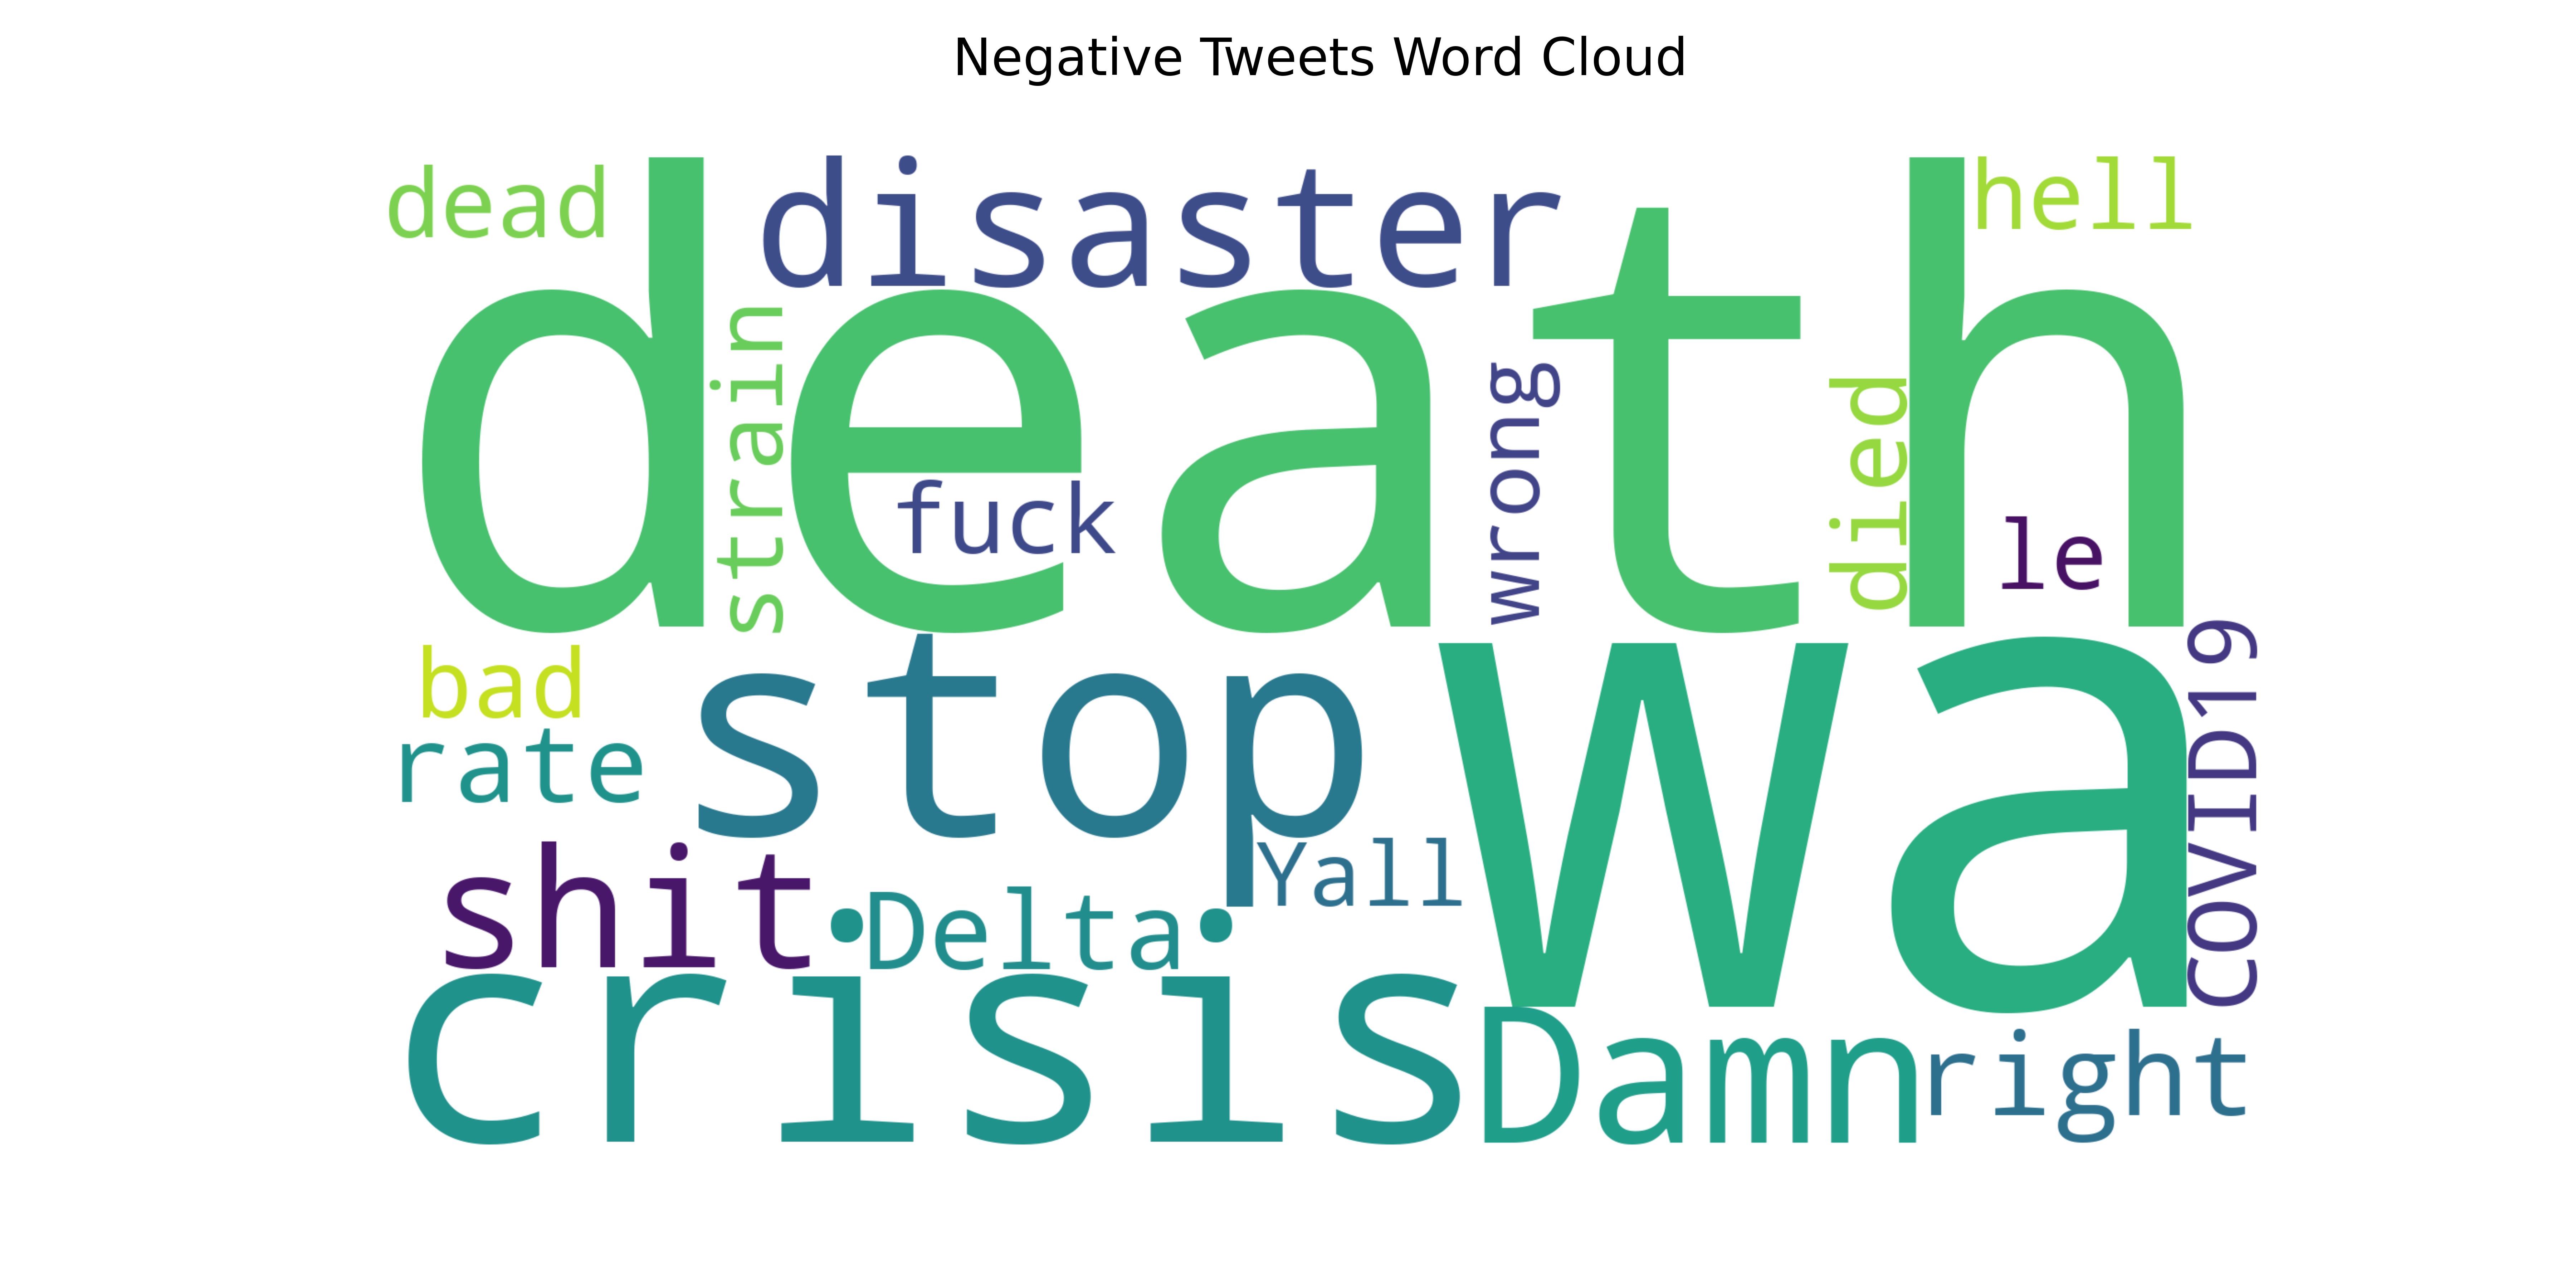 Negative Tweets Word Cloud
dead
disaster
hell
death
strain
fuck
wrong
died
le
bad
stop
wa
COVID19
rate
shit
Delta
Yall
crisis
Damn
right